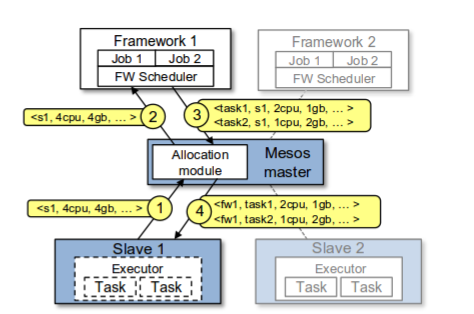 Framework 1
Job 1 Job 2
FW Scheduler
Framework 2
Job 1 Job 2
FW Scheduler
<s1, 4cpu, 4gb, ... >
2
3
<task1, s1, 2cpu, 1gb, ... >
<task2, s1, 1cpu, 2gb, ... >
Allocation
module
Mesos
master
<s1, 4cpu, 4gb, ... >
1
4
<fw1, task1, 2cpu, 1gb, ... >
<fw1, task2, 1cpu, 2gb, ... >
Slave 1
Executor
Task Task
Slave 2
Executor
Task Task